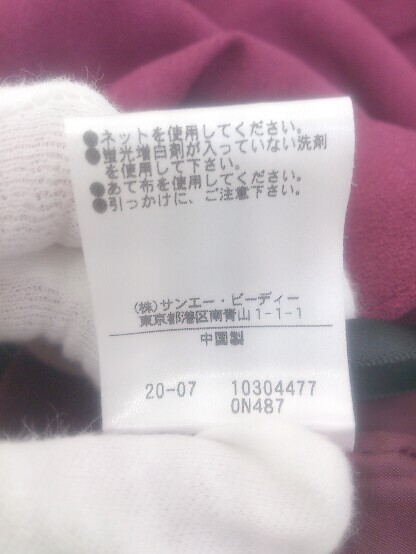 ●ネットを使用してください。
●蛍光増白剤が入っていない洗剤
を使用して下さい。
●あて布を使用してください。
●引っかけに、ご注意下さい。
(株)サンエー・ビーディー
東京都港区南青山1-1-1
中国製
20-07 10304477
0N487